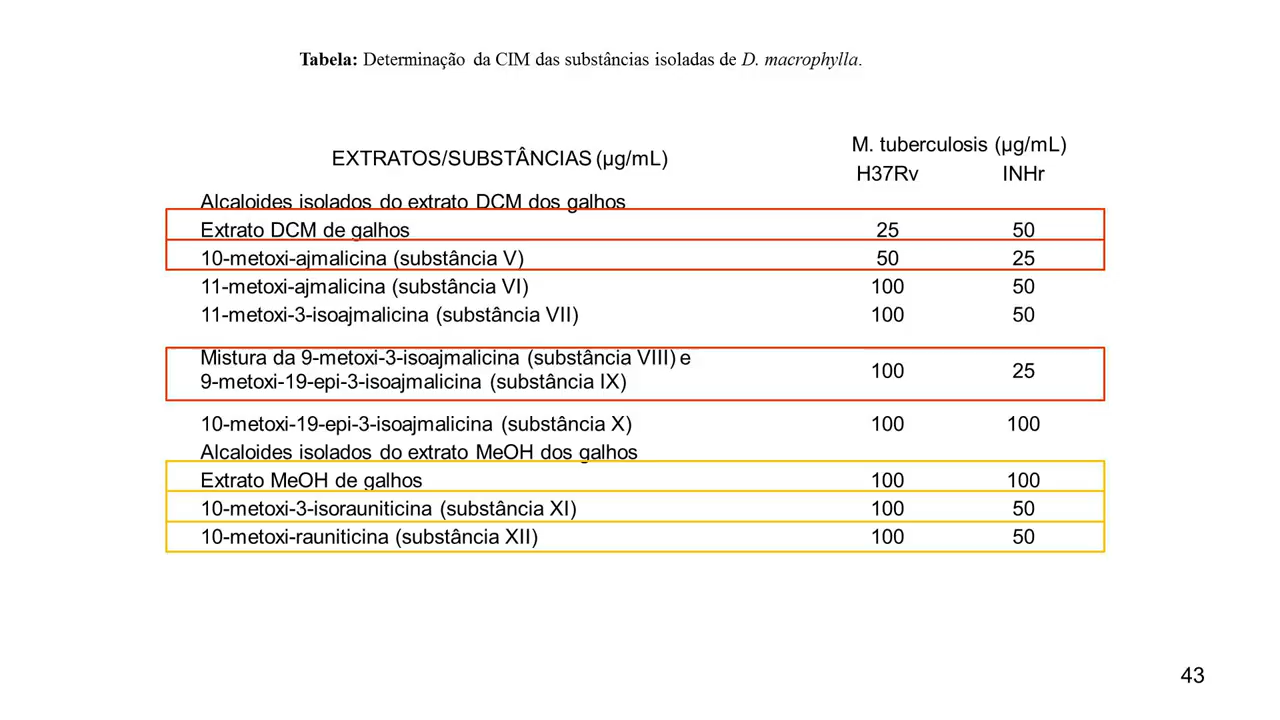 Tabela: Determinação da CIM das substâncias isoladas de D. macrophylla.
EXTRATOS/SUBSTÂNCIAS (µg/mL)
M. tuberculosis (µg/mL)
H37Rv INHr
Alcaloides isolados do extrato DCM dos galhos
Extrato DCM de galhos 25 50
10-metoxi-ajmalicina (substância V) 50 25
11-metoxi-ajmalicina (substância VI) 100 50
11-metoxi-3-isoajmalicina (substância VII) 100 50
Mistura da 9-metoxi-3-isoajmalicina (substância VIII) e
9-metoxi-19-epi-3-isoajmalicina (substância IX) 100 25
10-metoxi-19-epi-3-isoajmalicina (substância X) 100 100
Alcaloides isolados do extrato MeOH dos galhos
Extrato MeOH de galhos 100 100
10-metoxi-3-isorauniticina (substância XI) 100 50
10-metoxi-rauniticina (substância XII) 100 50
43